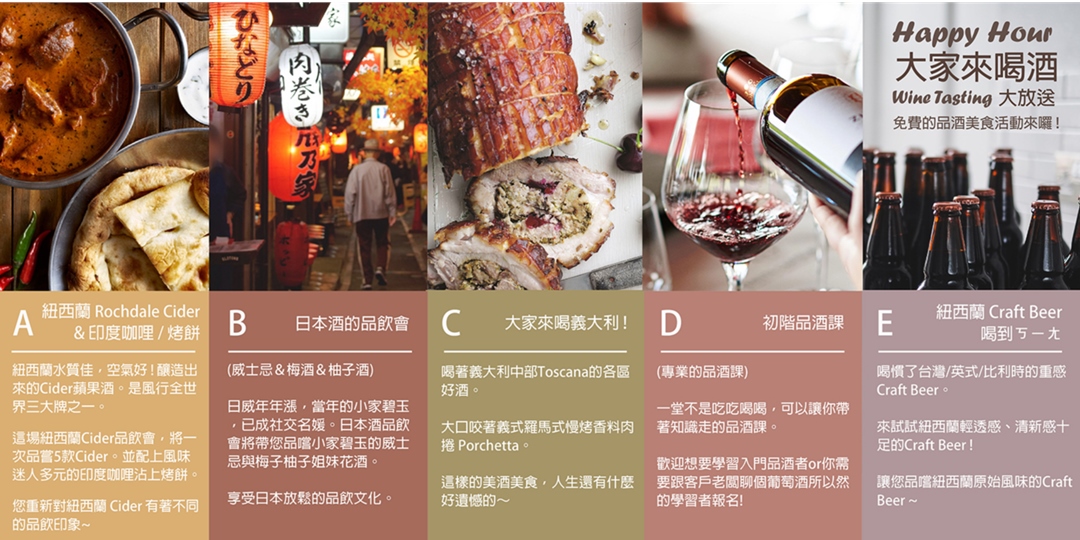 ひなどり
家
肉巻き
爪乃家
Happy Hour
大家來喝酒
Wine Tasting 大放送
免費的品酒美食活動來囉！
A 紐西蘭 Rochdale Cider
& 印度咖哩 / 烤餅
紐西蘭水質佳，空氣好！釀造出
來的Cider蘋果酒。是風行全世
界三大牌之一。
這場紐西蘭Cider品飲會，將一
次品嘗5款Cider。並配上風味
迷人多元的印度咖哩沾上烤餅。
您重新對紐西蘭 Cider 有著不同
的品飲印象~
B 日本酒的品飲會
(威士忌＆梅酒＆柚子酒)
日威年年漲，當年的小家碧玉
，已成社交名媛。日本酒品飲
會將帶您品嚐小家碧玉的威士
忌與梅子柚子姐妹花酒。
享受日本放鬆的品飲文化。
C 大家來喝義大利！
喝著義大利中部Toscana的各區
好酒。
大口咬著義式羅馬式慢烤香料肉
捲 Porchetta。
這樣的美酒美食，人生還有什麼
好遺憾的～
D 初階品酒課
(專業的品酒課)
一堂不是吃吃喝喝，可以讓你帶
著知識走的品酒課。
歡迎想要學習入門品酒者or你需
要跟客戶老闆聊個葡萄酒所以然
的學習者報名!
E 紐西蘭 Craft Beer
喝到ㄎㄧㄤ
喝慣了台灣/英式/比利時的重感
Craft Beer。
來試試紐西蘭輕透感、清新感十
足的Craft Beer！
讓您品嚐紐西蘭原始風味的Craft
Beer～